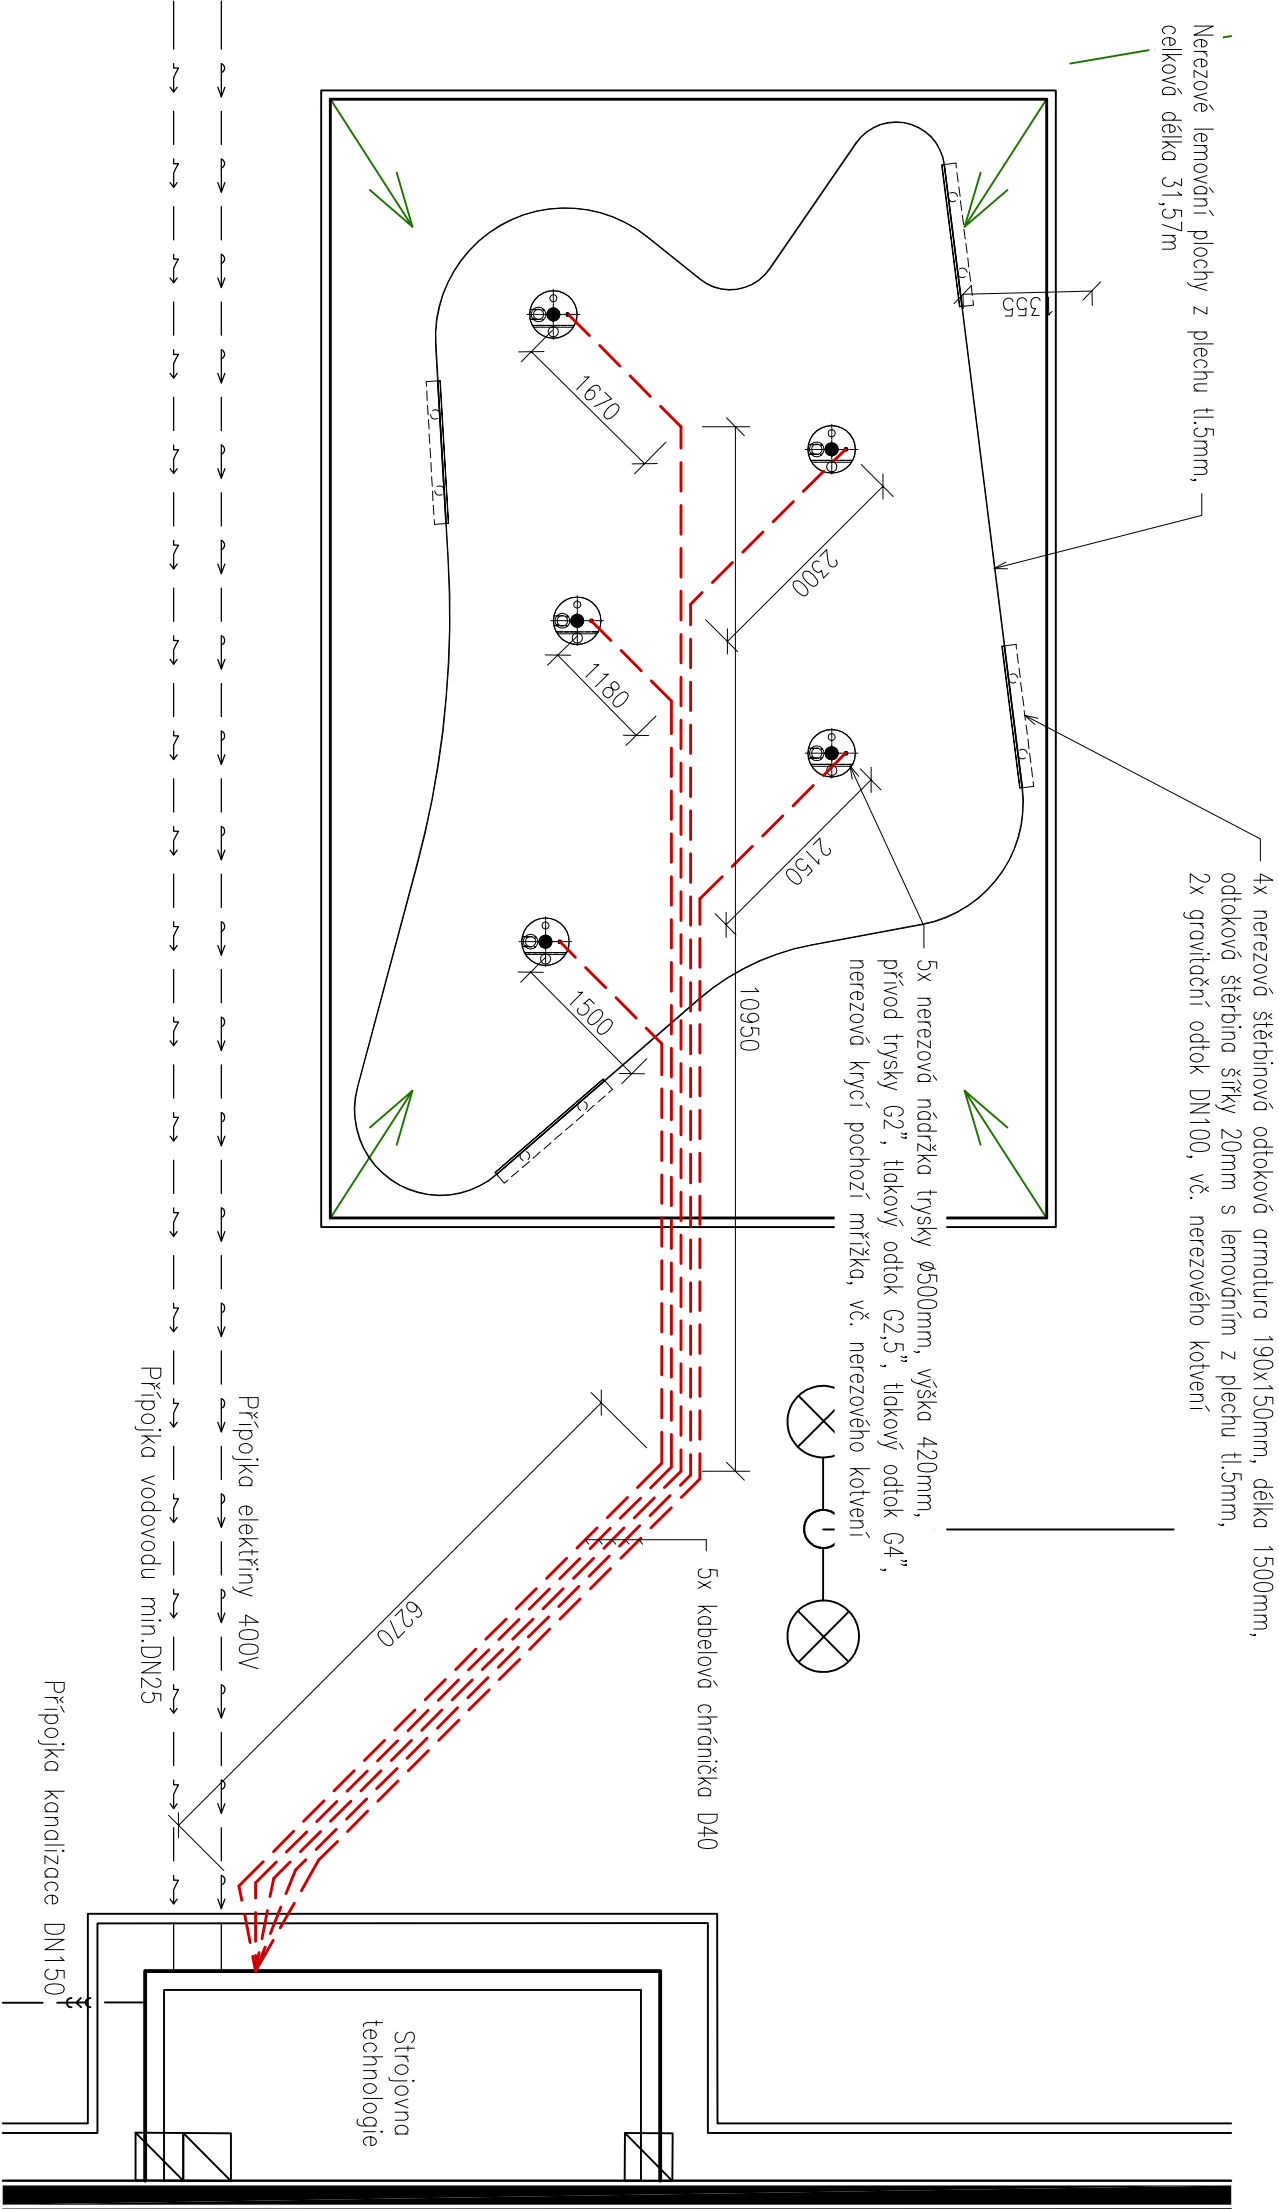 Nerezové lemování plochy z plechu tl.5mm,
celková délka 31,57m
4x nerezová štěrbinová odtoková armatura 190x150mm, délka 1500mm,
odtoková štěrbina šířky 20mm s lemováním z plechu tl.5mm,
2x gravitační odtok DN100, vč. nerezového kotvení
5x nerezová nádržka trysky ø500mm, výška 420mm,
přívod trysky G2", tlakový odtok G2,5", tlakový odtok G4",
nerezová krycí pochozí mřížka, vč. nerezového kotvení
1355
1670
2300
1180
2150
1500
10950
6270
5x kabelová chránička D40
Přípojka elektřiny 400V
Přípojka vodovodu min.DN25
Přípojka kanalizace DN150
Strojovna
technologie